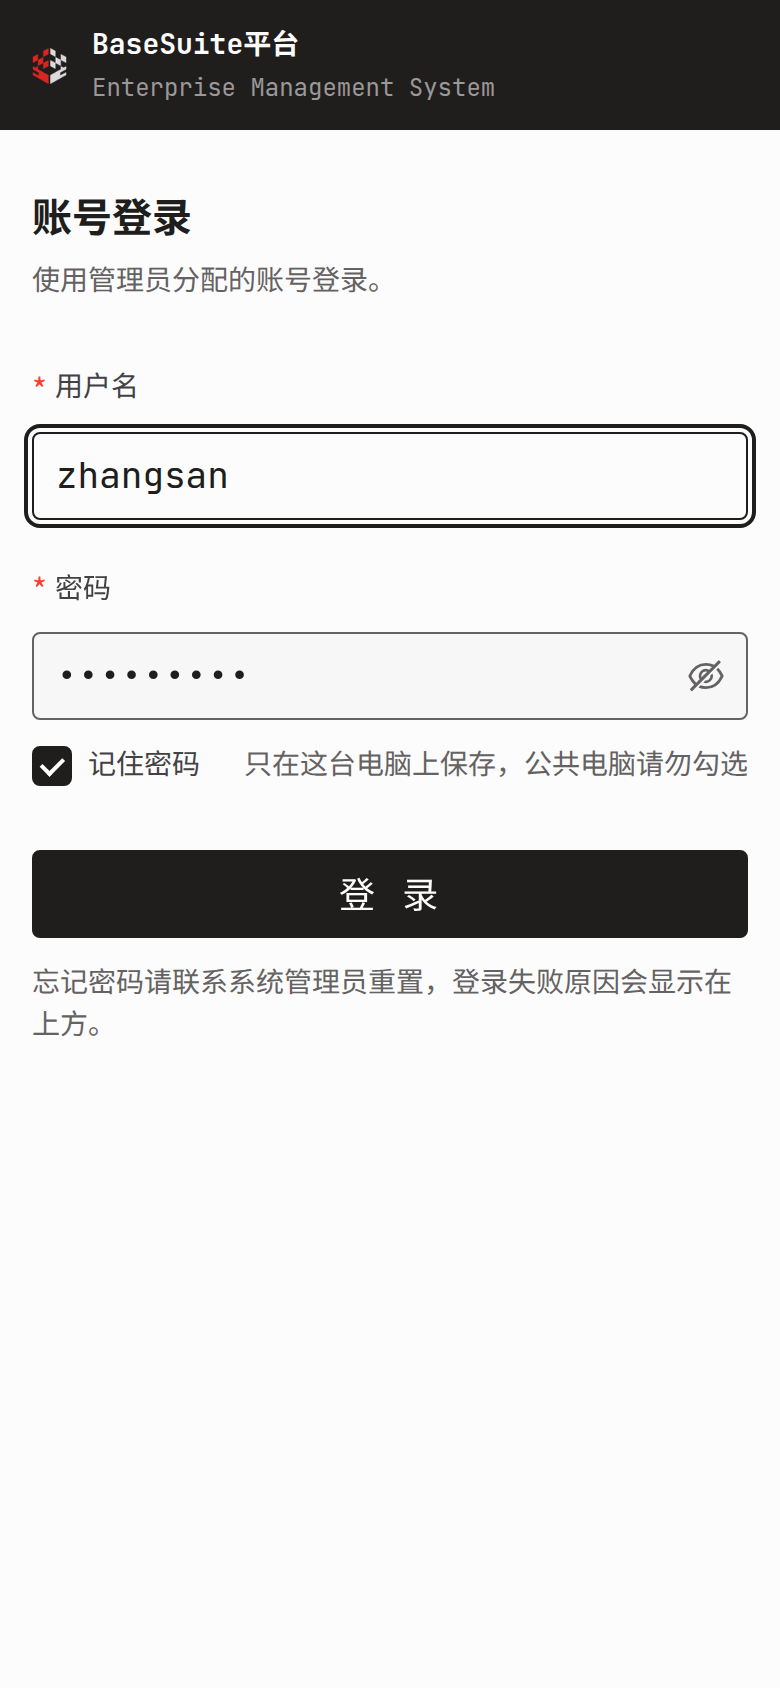 BaseSuite平台
Enterprise Management System
账号登录
使用管理员分配的账号登录。
* 用户名
zhangsan
* 密码
•••••••••
记住密码 只在这台电脑上保存，公共电脑请勿勾选
登 录
忘记密码请联系系统管理员重置，登录失败原因会显示在
上方。